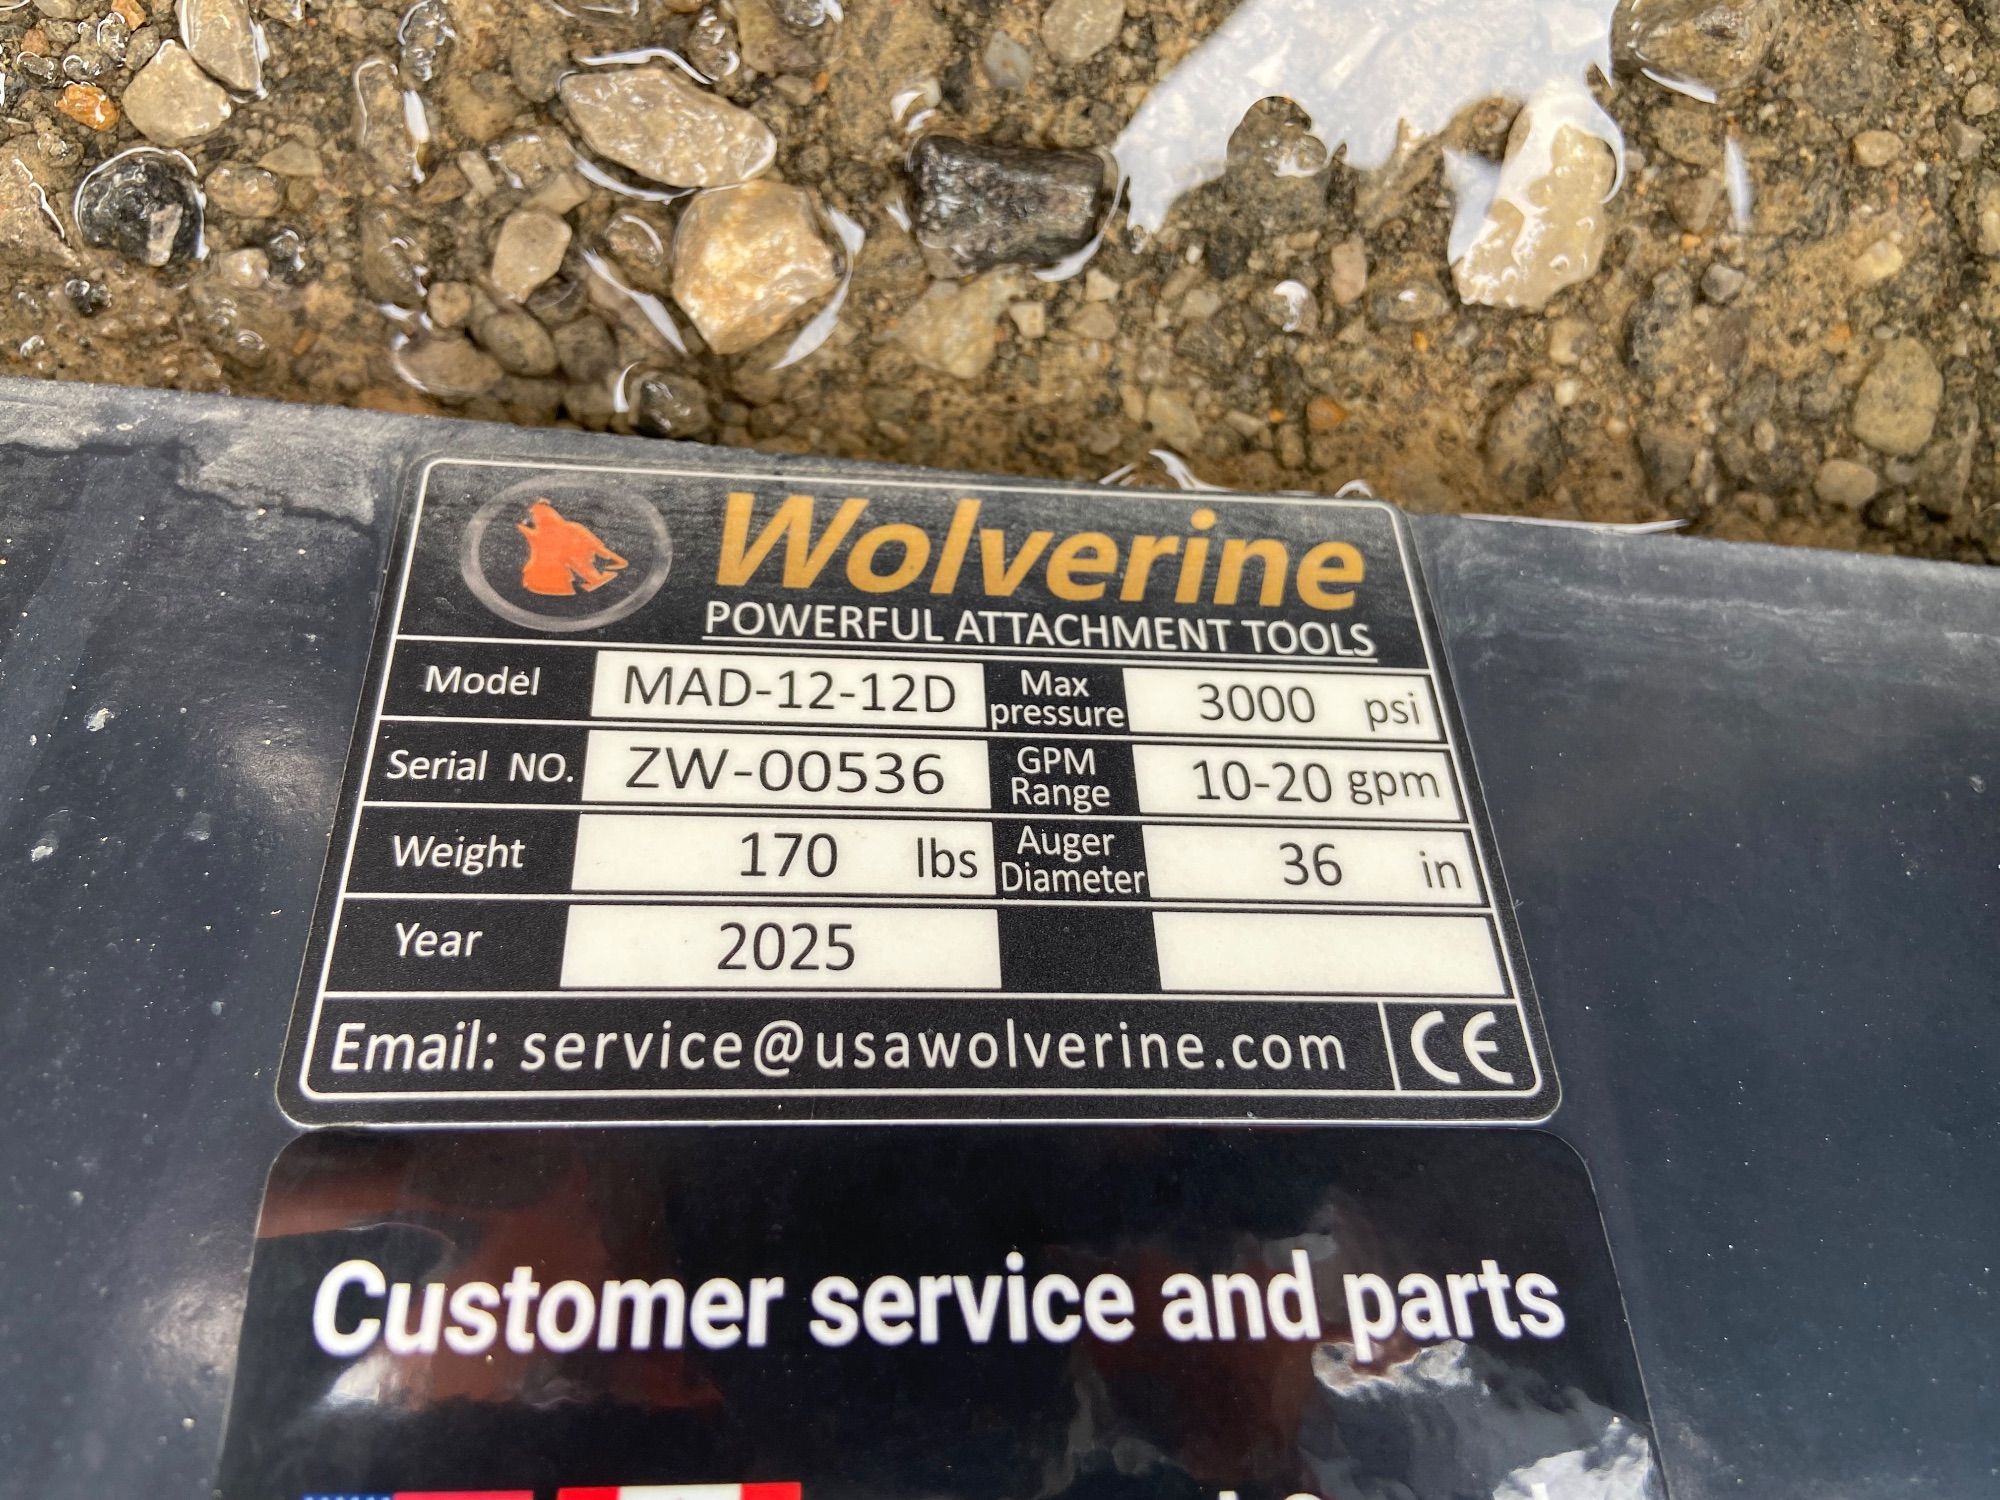 Wolverine
POWERFUL ATTACHMENT TOOLS
Model MAD-12-12D Max pressure 3000 psi
Serial NO. ZW-00536 GPM Range 10-20 gpm
Weight 170 lbs Auger Diameter 36 in
Year 2025
Email: service@usawolverine.com CE
Customer service and parts